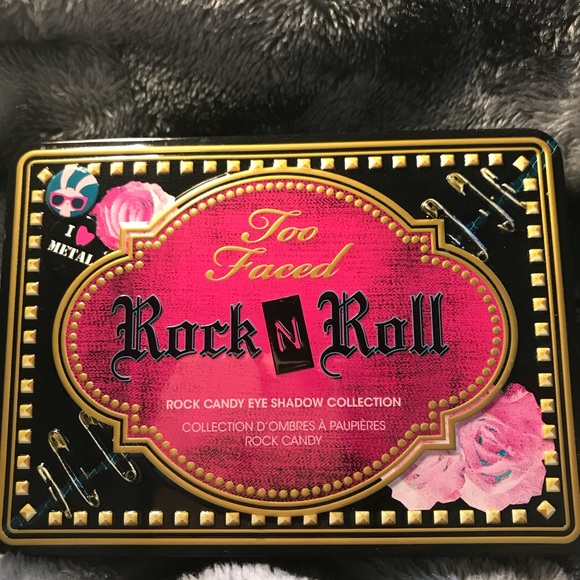 I
METAL
Too
Faced
Rock N Roll
ROCK CANDY EYE SHADOW COLLECTION
COLLECTION D'OMBRES À PAUPIÈRES
ROCK CANDY